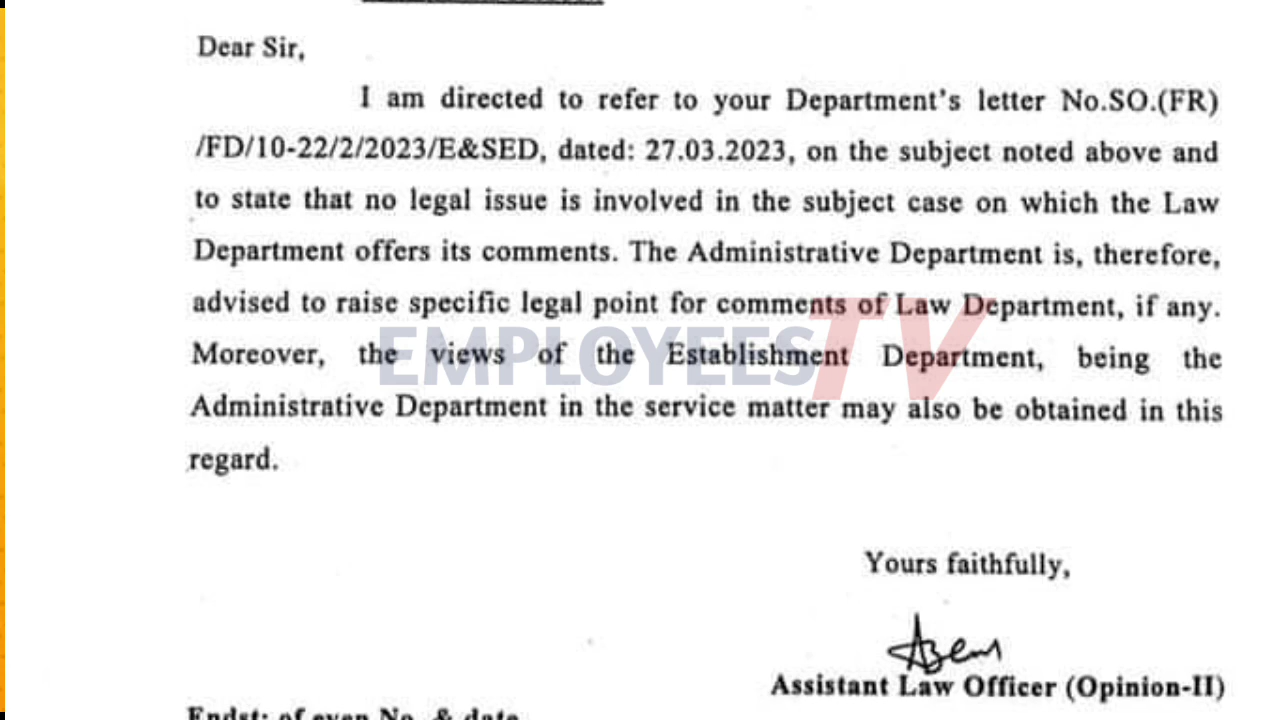 Dear Sir,
I am directed to refer to your Department's letter No.SO.(FR)
/FD/10-22/2/2023/E&SED, dated: 27.03.2023, on the subject noted above and
to state that no legal issue is involved in the subject case on which the Law
Department offers its comments. The Administrative Department is, therefore,
advised to raise specific legal point for comments of Law Department, if any.
Moreover, the views of the Establishment Department, being the
EMPLOYEES TV
Administrative Department in the service matter may also be obtained in this
regard.
Yours faithfully,
Assistant Law Officer (Opinion-II)
Endst: of even No. & date